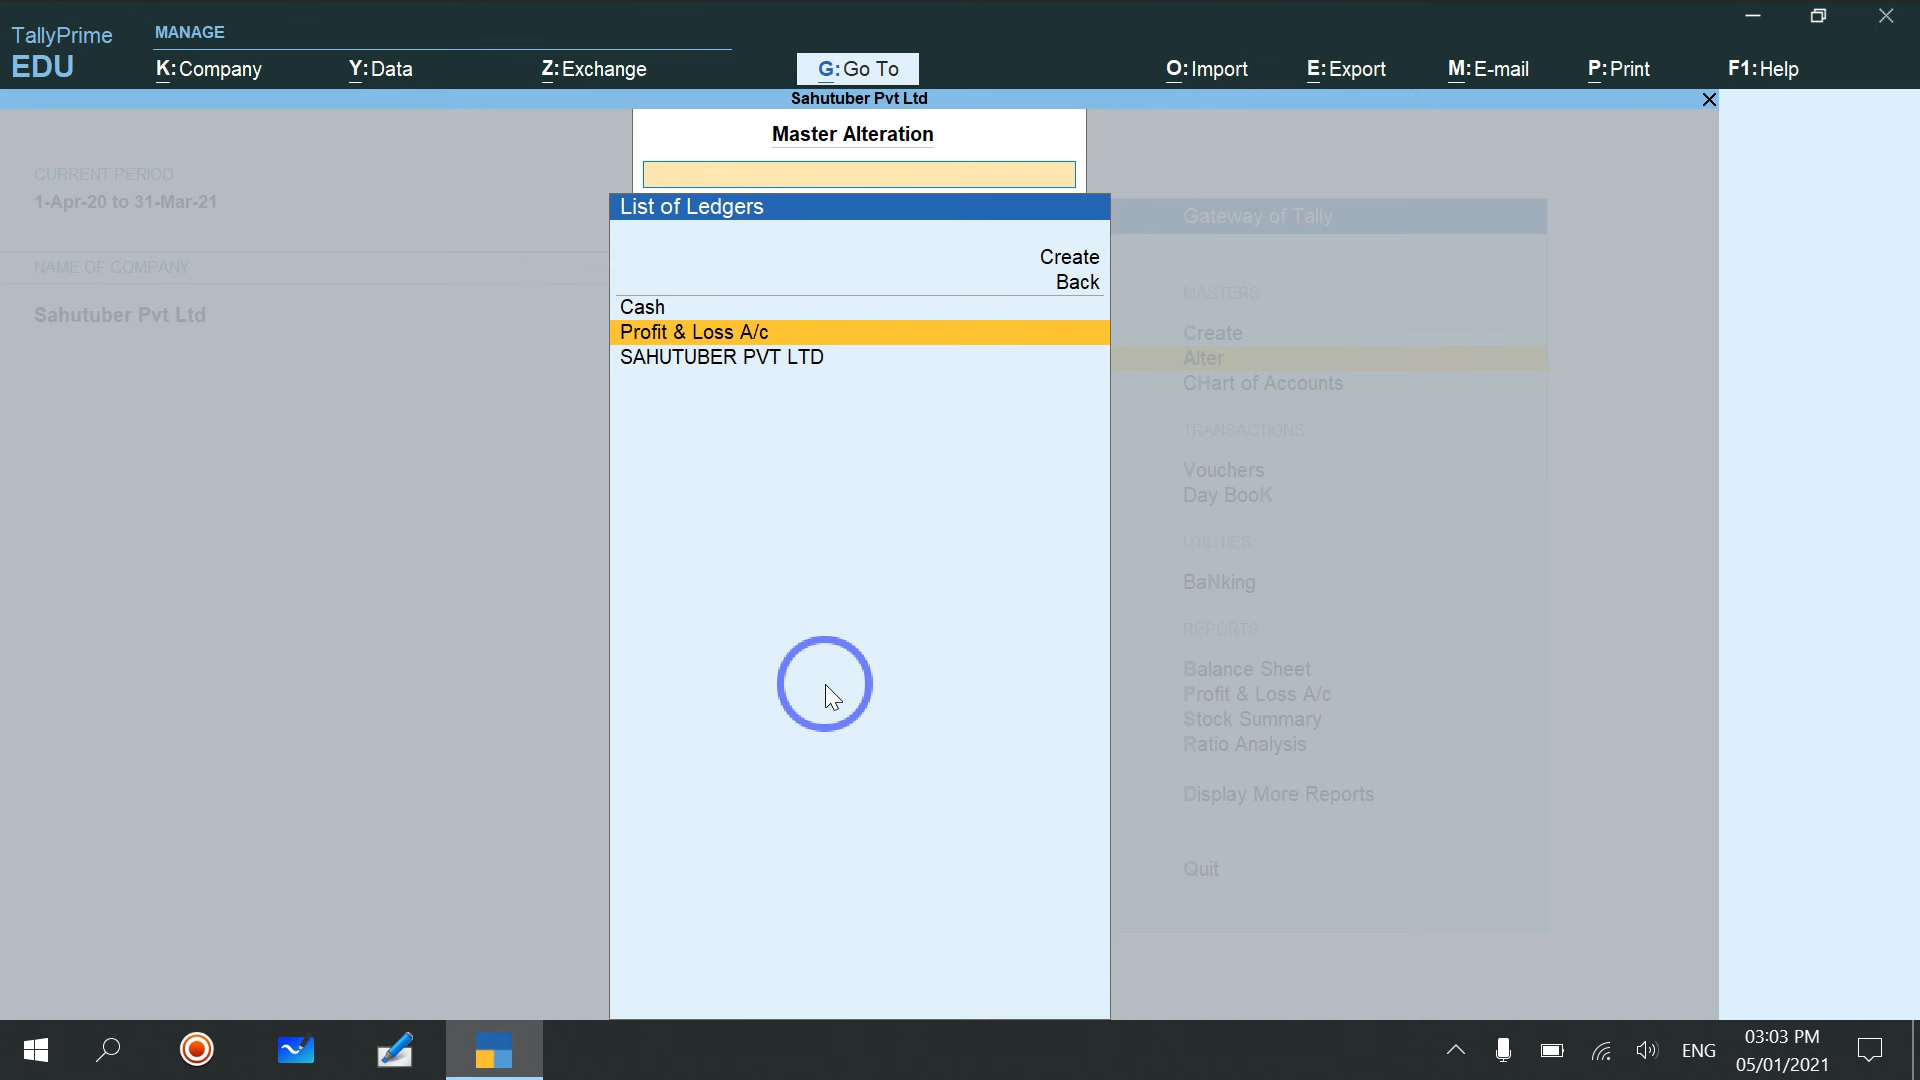 TallyPrime
EDU
MANAGE
K:Company
Y:Data
Z:Exchange
G:Go To
O:Import
E:Export
M:E-mail
P:Print
F1:Help
Sahutuber Pvt Ltd
Master Alteration
CURRENT PERIOD
1-Apr-20 to 31-Mar-21
NAME OF COMPANY
Sahutuber Pvt Ltd
List of Ledgers
Create
Back
Cash
Profit & Loss A/c
SAHUTUBER PVT LTD
Gateway of Tally
MASTERS
Create
Alter
CHart of Accounts
TRANSACTIONS
Vouchers
Day BooK
UTILITIES
BaNking
REPORTS
Balance Sheet
Profit & Loss A/c
Stock Summary
Ratio Analysis
Display More Reports
Quit
ENG
03:03 PM
05/01/2021